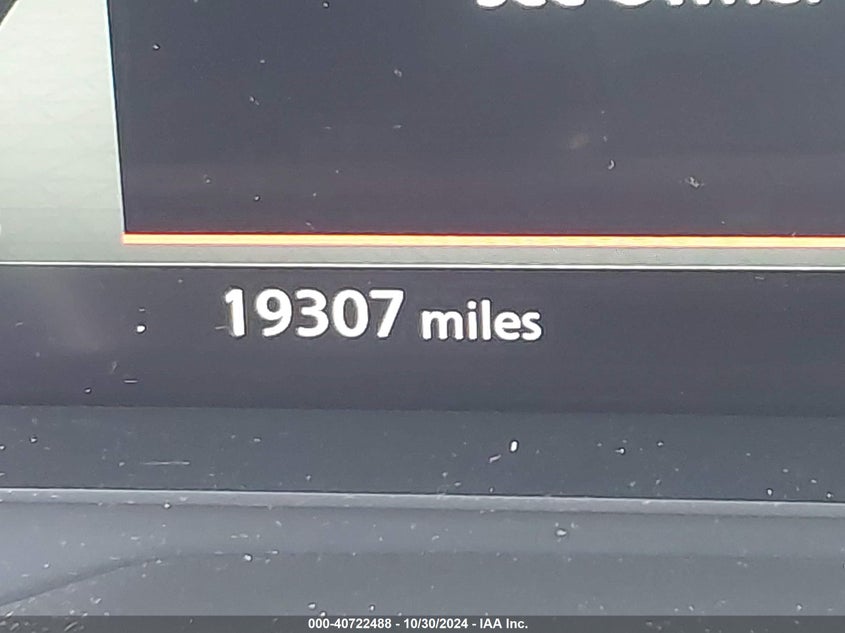 19307 miles
000-40722488 - 10/30/2024 - IAA Inc.